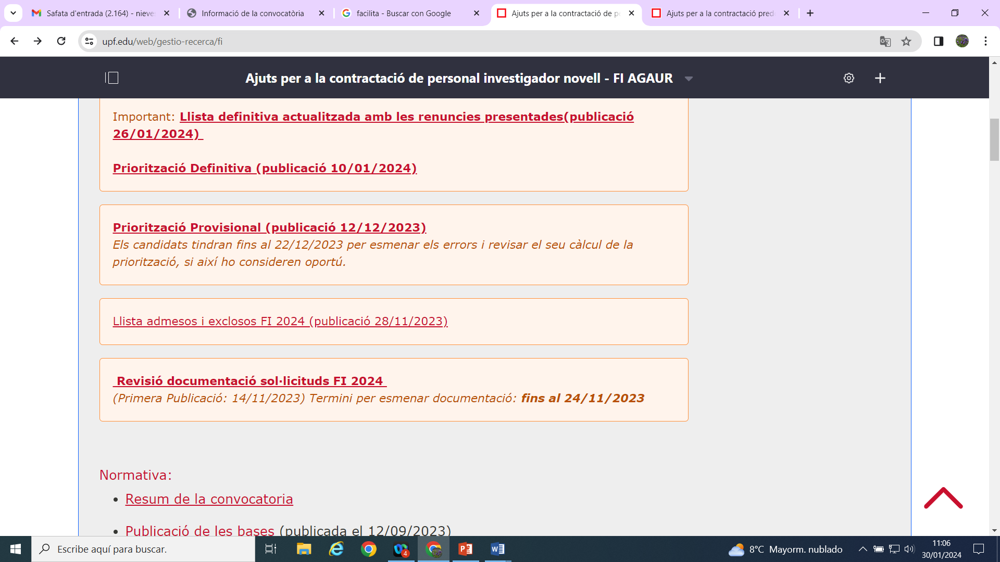 Safata d'entrada (2.164) - nieve
Informació de la convocatòria
facilita - Buscar con Google
Ajuts per a la contractació de p
Ajuts per a la contractació pred
upf.edu/web/gestio-recerca/fi
Ajuts per a la contractació de personal investigador novell - FI AGAUR
Important: Llista definitiva actualitzada amb les renuncies presentades(publicació
26/01/2024)
Priorització Definitiva (publicació 10/01/2024)
Priorització Provisional (publicació 12/12/2023)
Els candidats tindran fins al 22/12/2023 per esmenar els errors i revisar el seu càlcul de la
priorització, si així ho consideren oportú.
Llista admesos i exclosos FI 2024 (publicació 28/11/2023)
Revisió documentació sol·licituds FI 2024
(Primera Publicació: 14/11/2023) Termini per esmenar documentació: fins al 24/11/2023
Normativa:
• Resum de la convocatoria
• Publicació de les bases (publicada el 12/09/2023)
Escribe aquí para buscar.
4
8°C Mayorm. nublado
11:06
30/01/2024